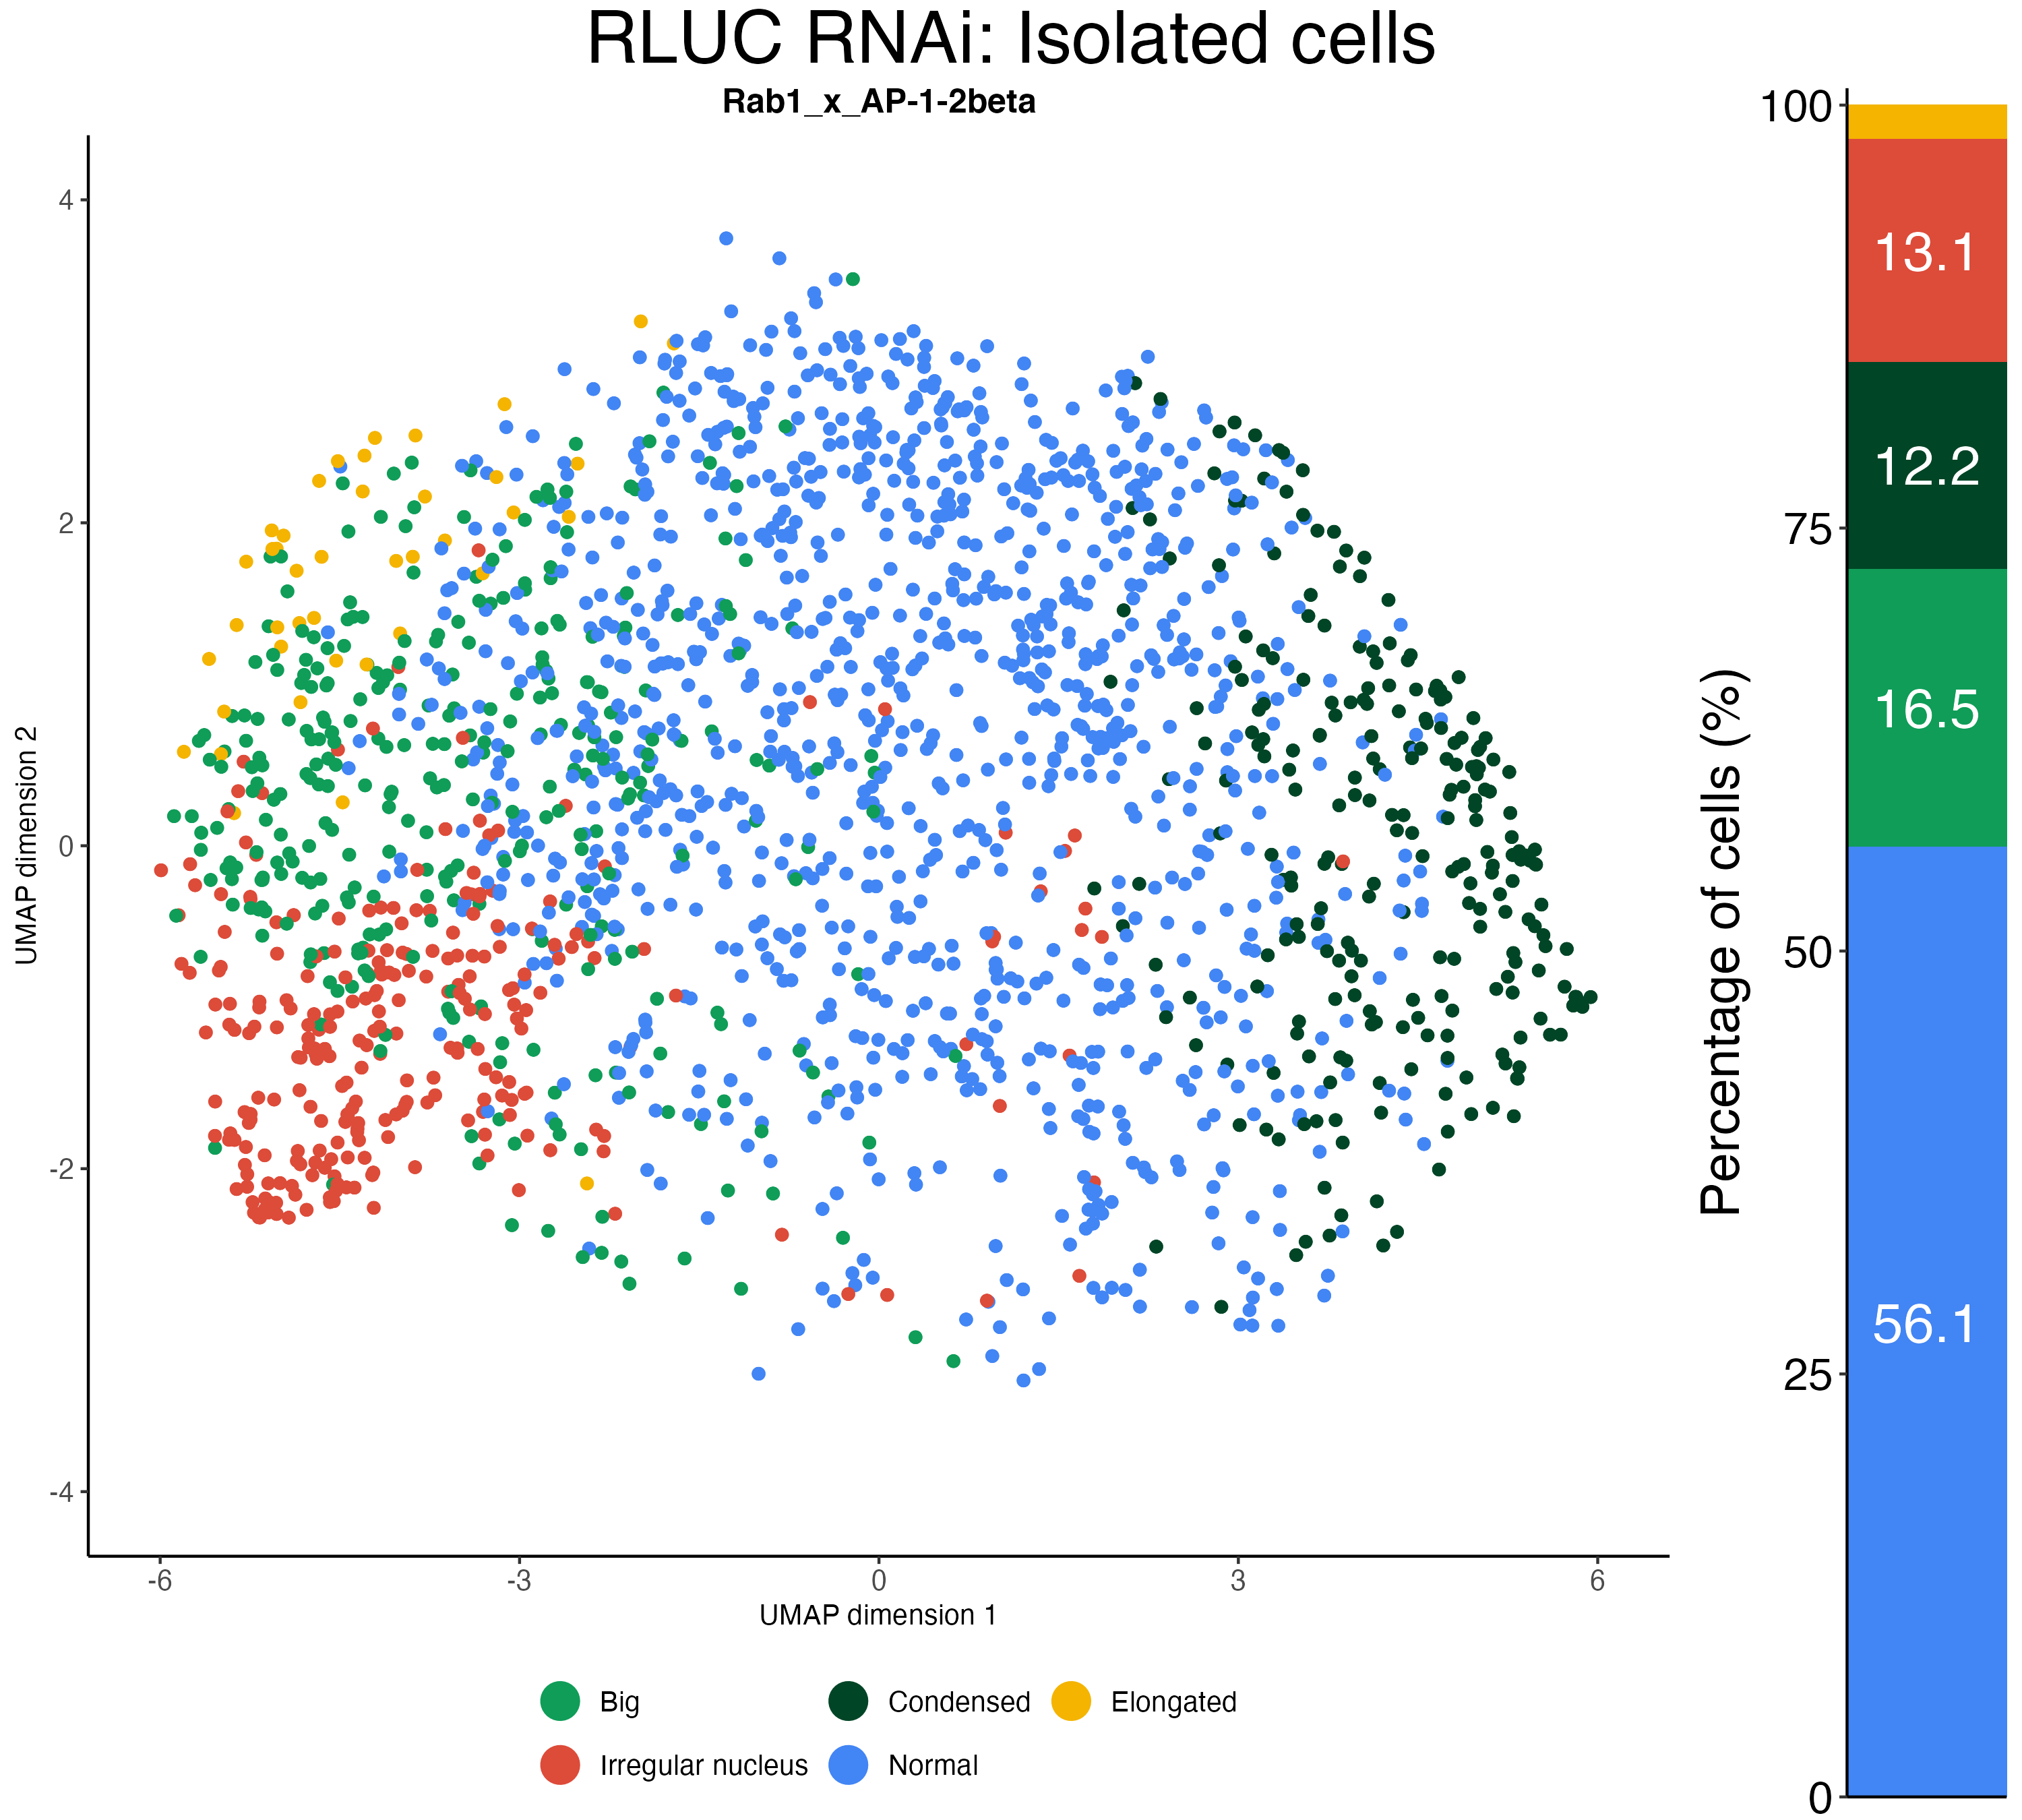 RLUC RNAi: Isolated cells
Rab1_x_AP-1-2beta
UMAP dimension 2
4
2
0
-2
-4
-6
-3
0
3
6
UMAP dimension 1
Big
Condensed
Elongated
Irregular nucleus
Normal
Percentage of cells (%)
100
75
50
25
0
13.1
12.2
16.5
56.1